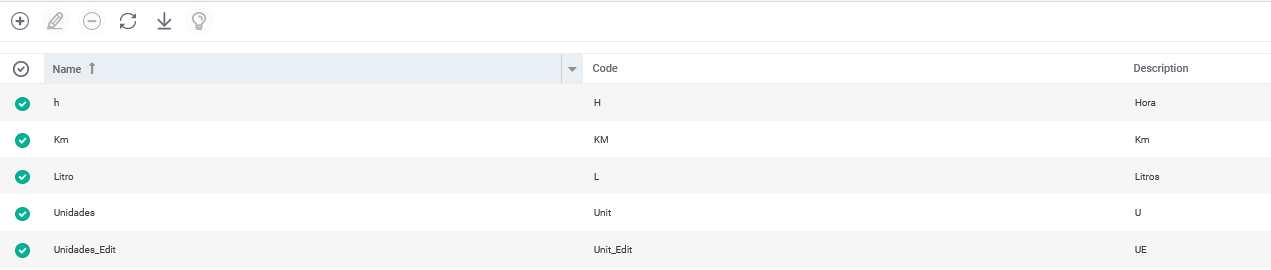 Name Code Description
h H Hora
Km KM Km
Litro L Litros
Unidades Unit U
Unidades_Edit Unit_Edit UE